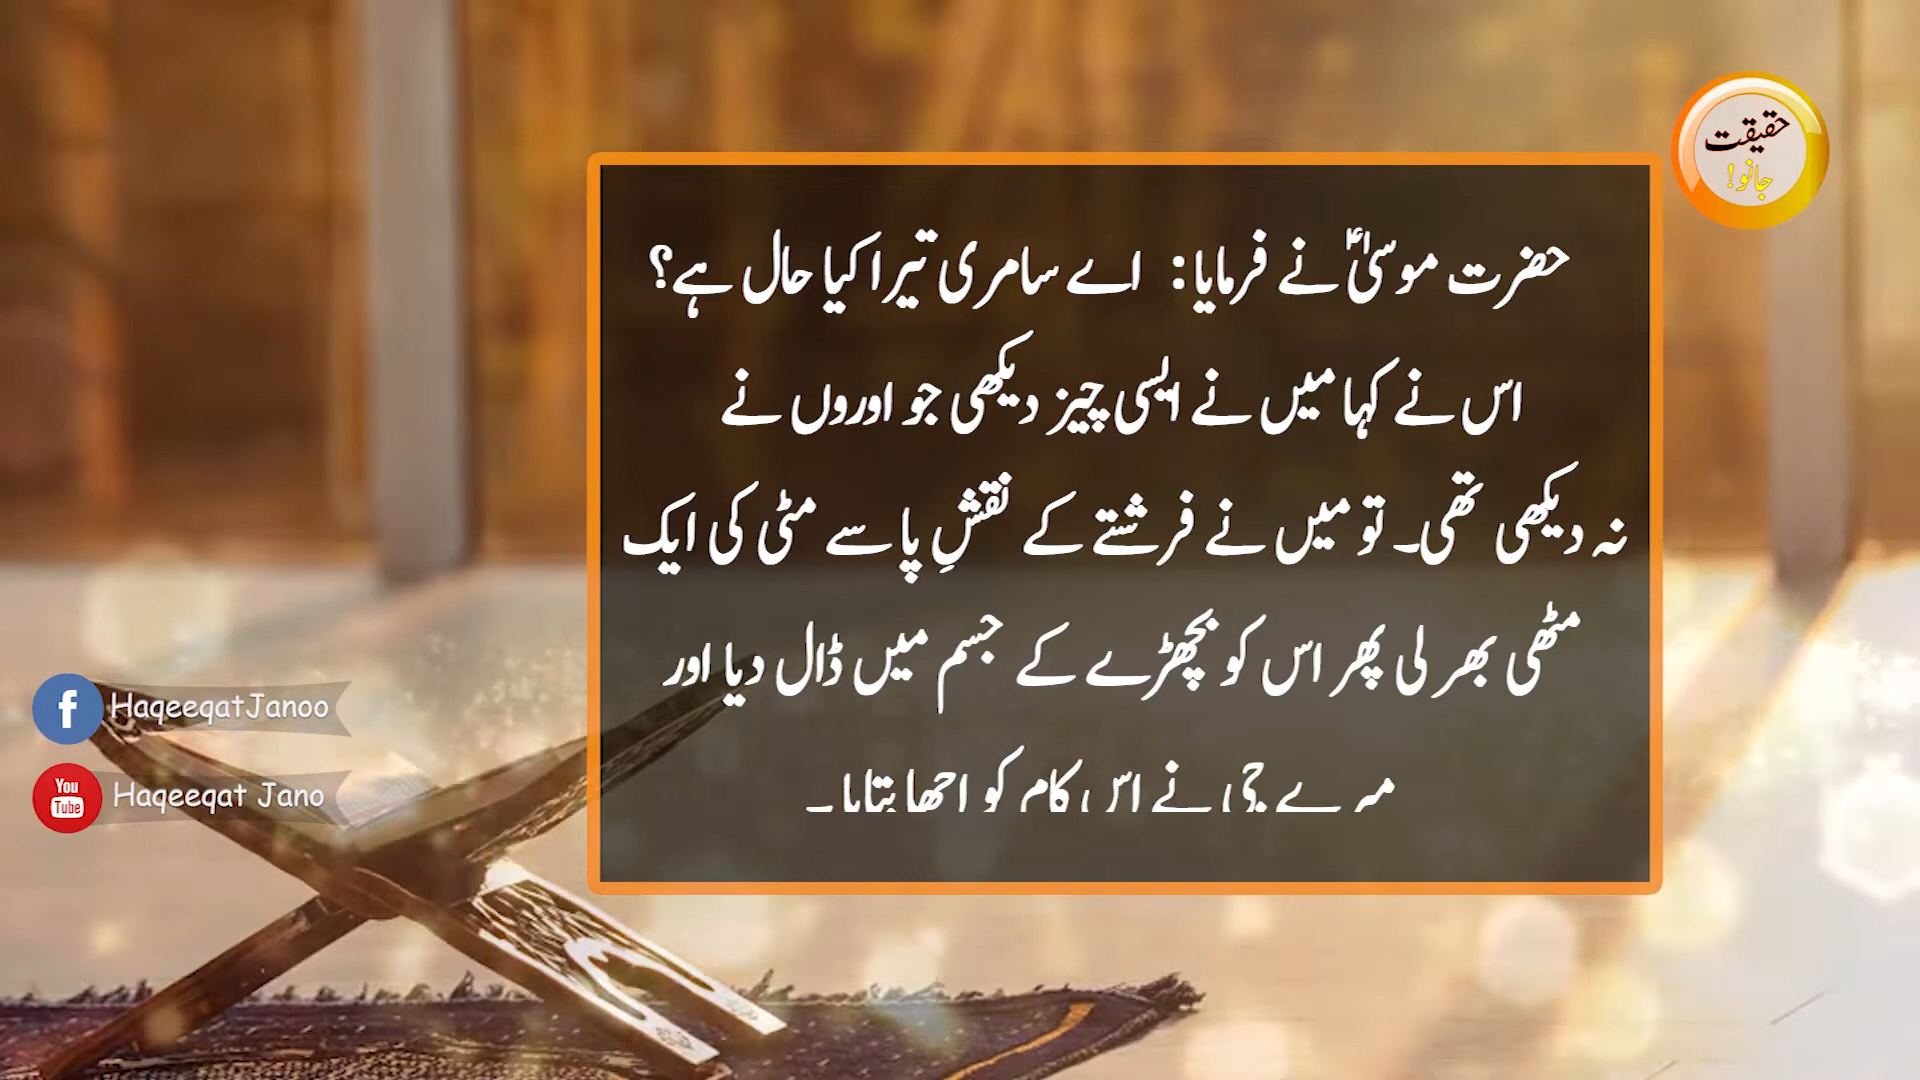 حقیقت
جانو!
حضرت موسیٰؑ نے فرمایا: اے سامری تیرا کیا حال ہے؟
اس نے کہا میں نے ایسی چیز دیکھی جو اوروں نے
نہ دیکھی تھی۔ تو میں نے فرشتے کے نقشِ پا سے مٹی کی ایک
مٹھی بھر لی پھر اس کو بچھڑے کے جسم میں ڈال دیا اور
میرے جی نے اس کام کو اچھا بتایا۔
f HaqeeqatJanoo
You Tube Haqeeqat Jano